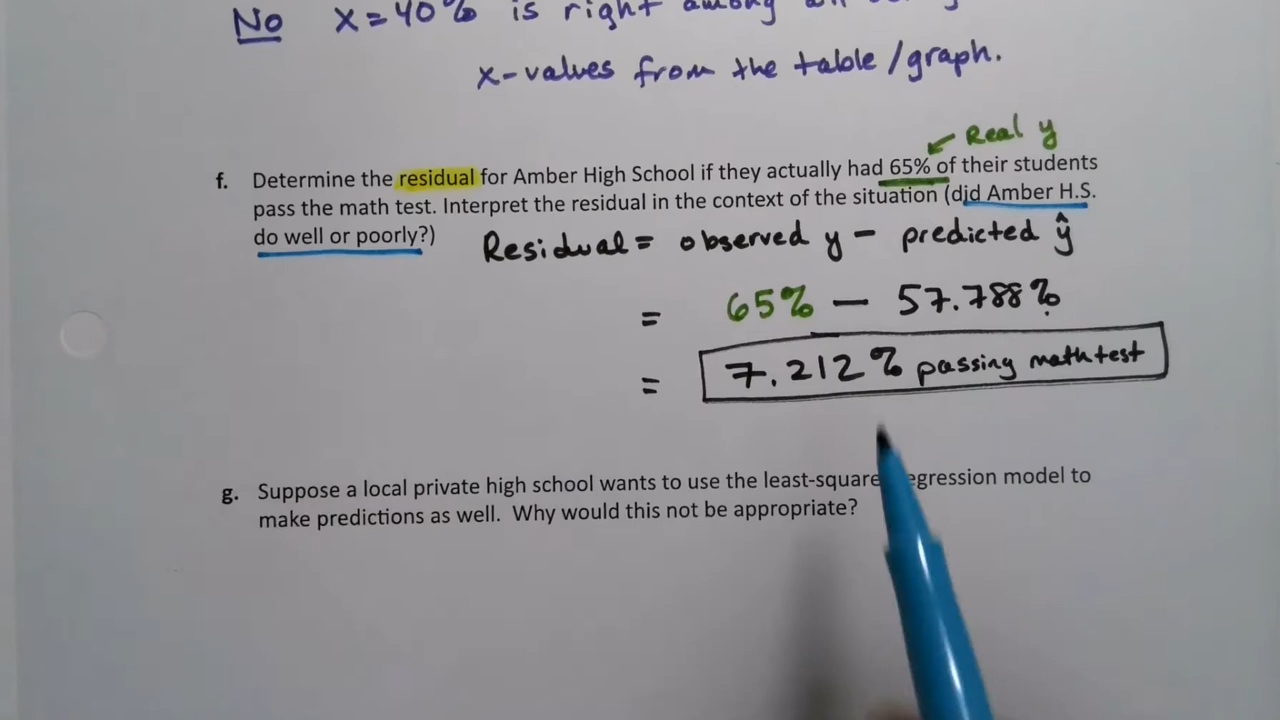 No x = 40% is right among
x-values from the table/graph.
Real y
f. Determine the residual for Amber High School if they actually had 65% of their students
pass the math test. Interpret the residual in the context of the situation (did Amber H.S.
do well or poorly?)
Residual = observed y - predicted ŷ
= 65% - 57.788%
= 7.212% passing math test
g. Suppose a local private high school wants to use the least-square regression model to
make predictions as well. Why would this not be appropriate?